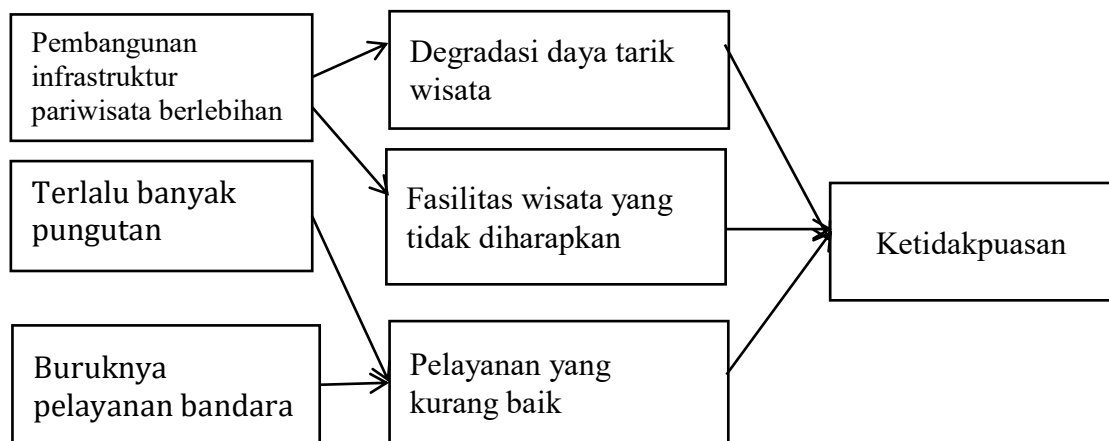 Pembangunan
infrastruktur
pariwisata berlebihan
Degradasi daya tarik
wisata
Terlalu banyak
pungutan
Fasilitas wisata yang
tidak diharapkan
Ketidakpuasan
Buruknya
pelayanan bandara
Pelayanan yang
kurang baik